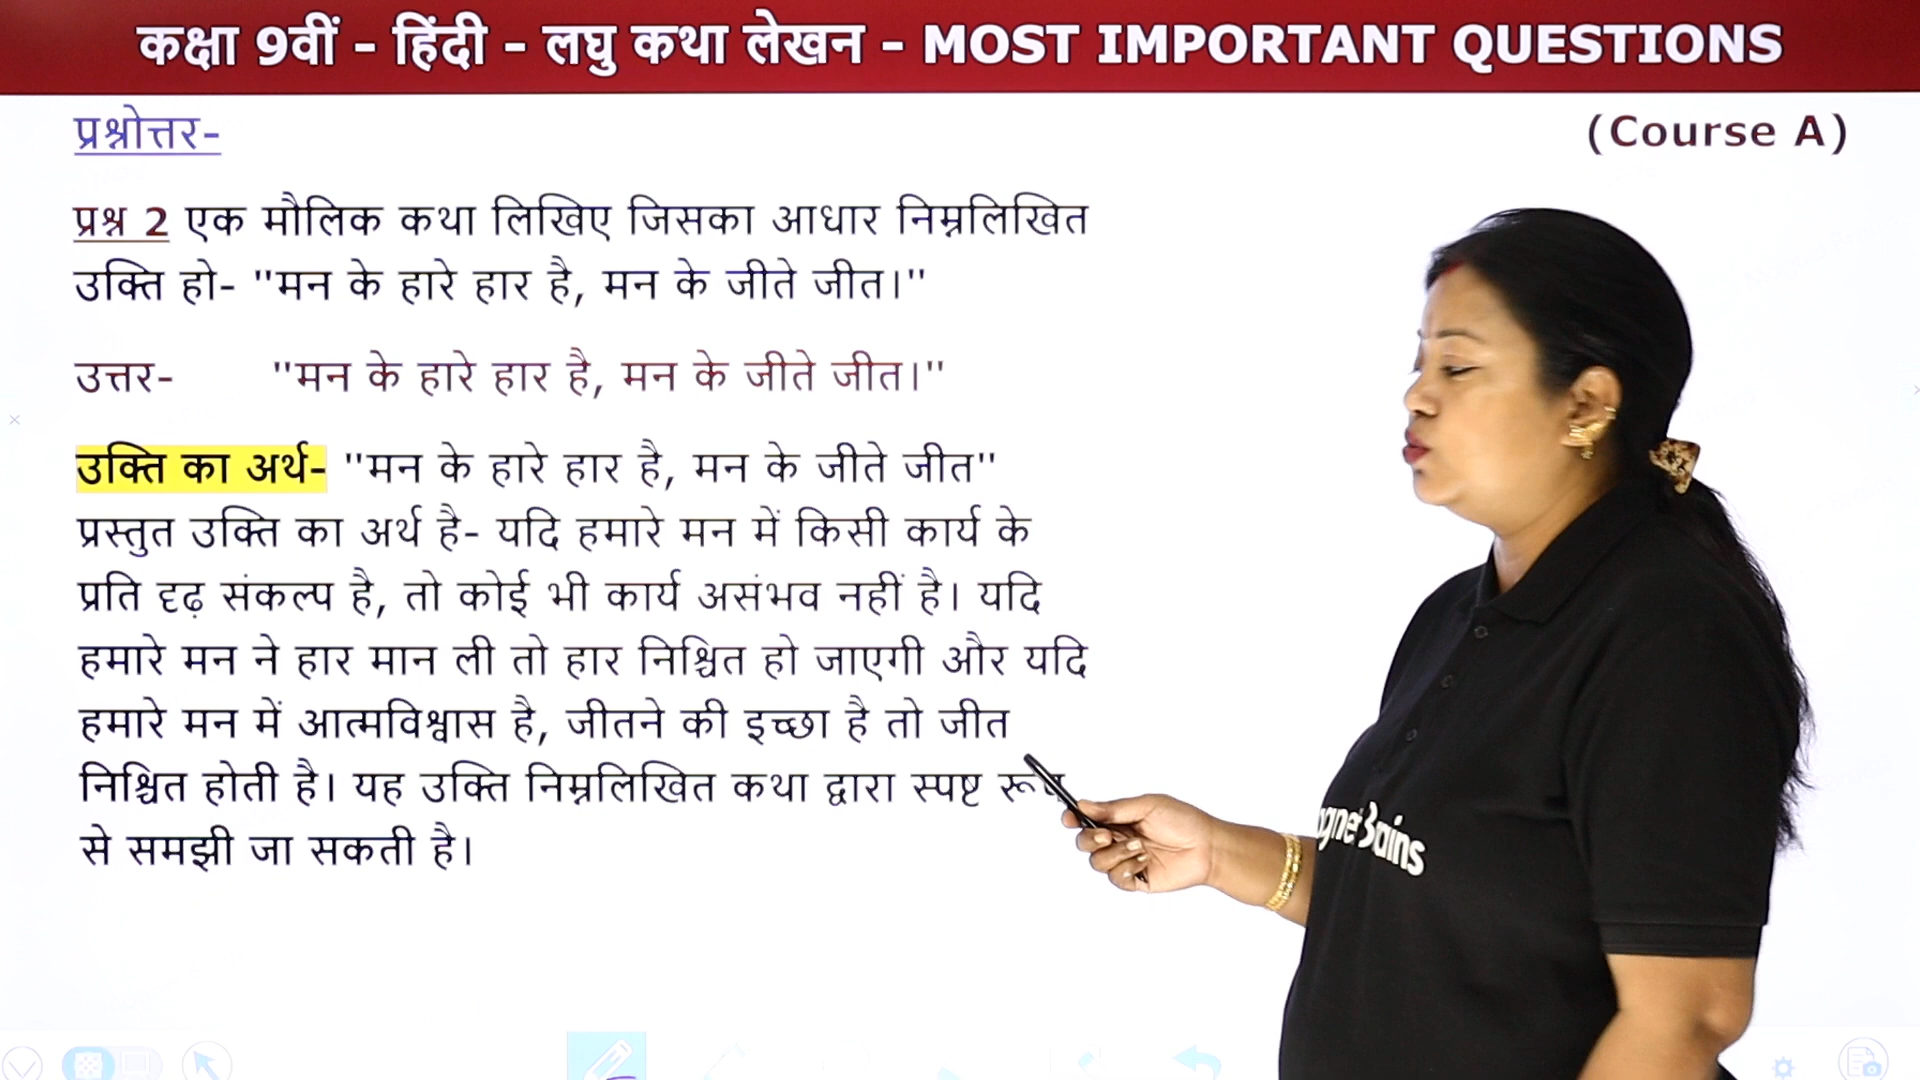 कक्षा 9वीं - हिंदी - लघु कथा लेखन - MOST IMPORTANT QUESTIONS
प्रश्नोत्तर-
(Course A)
प्रश्न 2 एक मौलिक कथा लिखिए जिसका आधार निम्नलिखित
उक्ति हो- "मन के हारे हार है, मन के जीते जीत।"
उत्तर- "मन के हारे हार है, मन के जीते जीत।"
उक्ति का अर्थ- "मन के हारे हार है, मन के जीते जीत"
प्रस्तुत उक्ति का अर्थ है- यदि हमारे मन में किसी कार्य के
प्रति दृढ़ संकल्प है, तो कोई भी कार्य असंभव नहीं है। यदि
हमारे मन ने हार मान ली तो हार निश्चित हो जाएगी और यदि
हमारे मन में आत्मविश्वास है, जीतने की इच्छा है तो जीत
निश्चित होती है। यह उक्ति निम्नलिखित कथा द्वारा स्पष्ट रूप
से समझी जा सकती है।